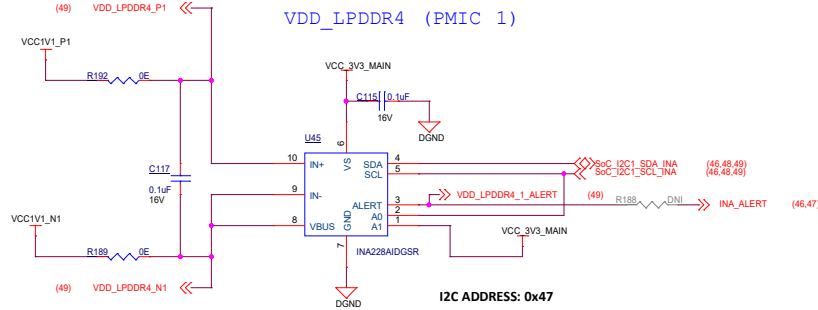 (49) VDD_LPDDR4_P1
VDD_LPDDR4 (PMIC 1)
VCC1V1_P1
VCC_3V3_MAIN
R192 0E
C115 0.1uF
16V
DGND
U45
6
VS
10 IN+
SDA 4
SCL 5
SoC_I2C1_SDA_INA (46,48,49)
SoC_I2C1_SCL_INA (46,48,49)
C117
0.1uF
16V
9 IN-
ALERT 3
VDD_LPDDR4_1_ALERT (49)
R188 DNI
INA_ALERT (46,47)
A0 2
8 VBUS
GND
A1 1
VCC1V1_N1
VCC_3V3_MAIN
7
INA228AIDGSR
R189 0E
(49) VDD_LPDDR4_N1
DGND
I2C ADDRESS: 0x47